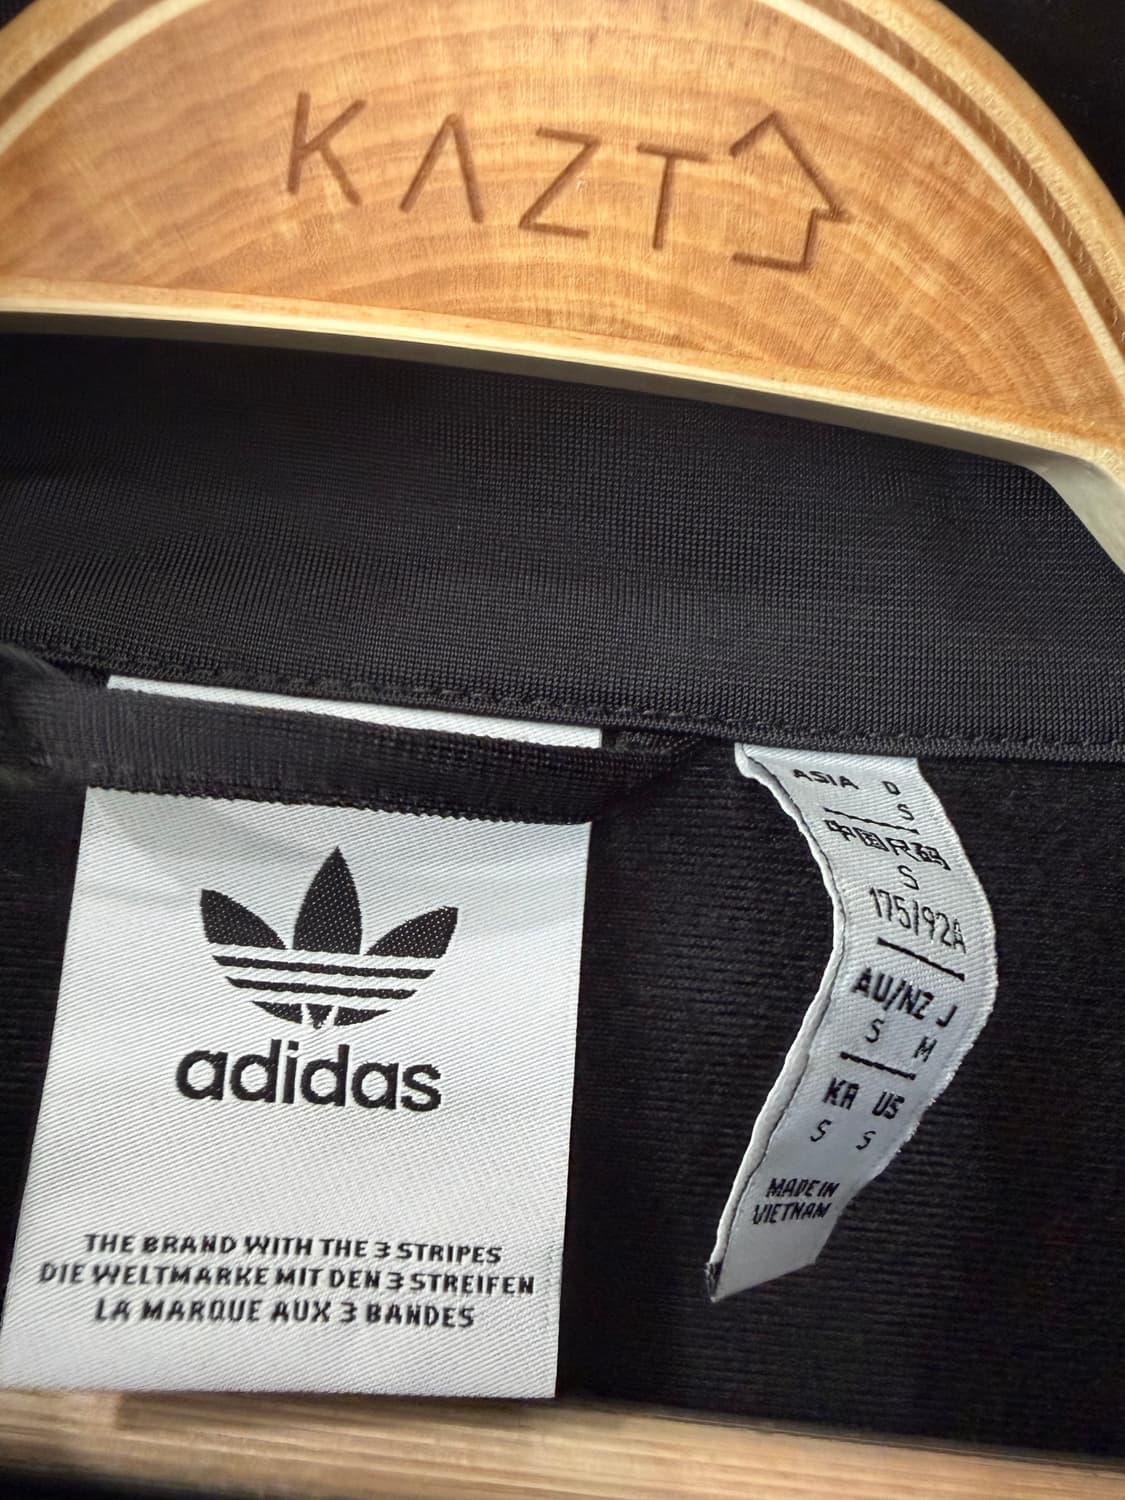 KAZT
adidas
THE BRAND WITH THE 3 STRIPES
DIE WELTMARKE MIT DEN 3 STREIFEN
LA MARQUE AUX 3 BANDES
ASIA D
S
中国尺码
S
175/92A
AU/NZ J
S M
KR US
S S
MADE IN
VIETNAM